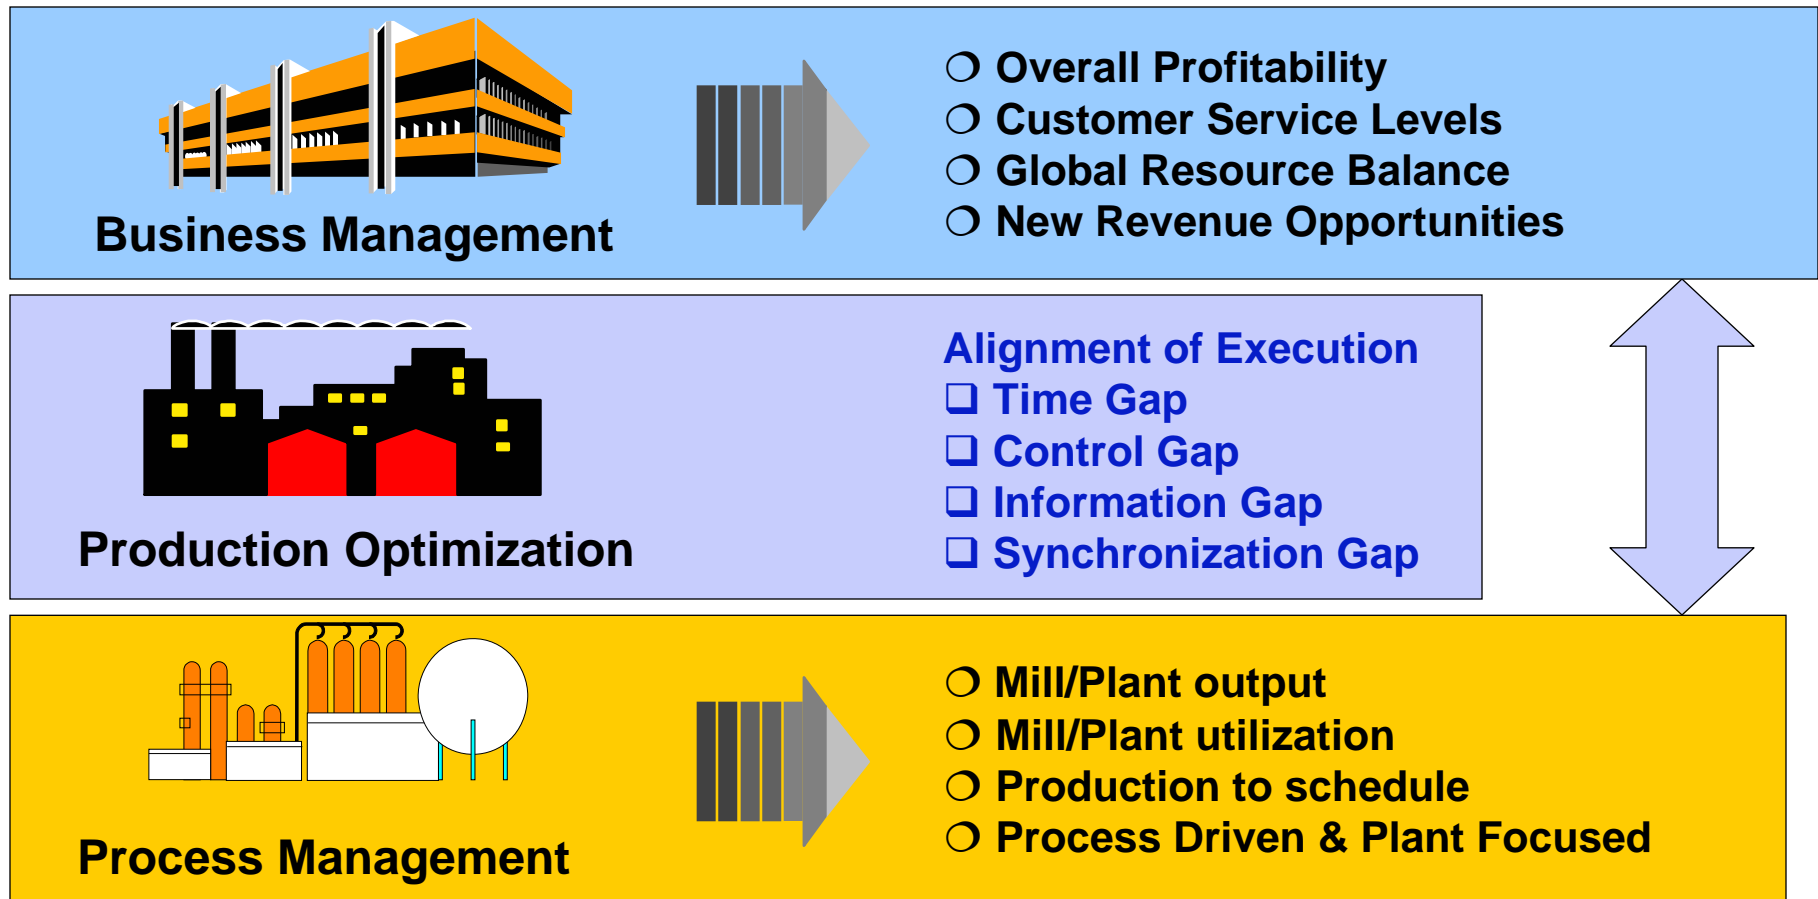 Business Management
❍ Overall Profitability
❍ Customer Service Levels
❍ Global Resource Balance
❍ New Revenue Opportunities
Production Optimization
Alignment of Execution
❑ Time Gap
❑ Control Gap
❑ Information Gap
❑ Synchronization Gap
Process Management
❍ Mill/Plant output
❍ Mill/Plant utilization
❍ Production to schedule
❍ Process Driven & Plant Focused